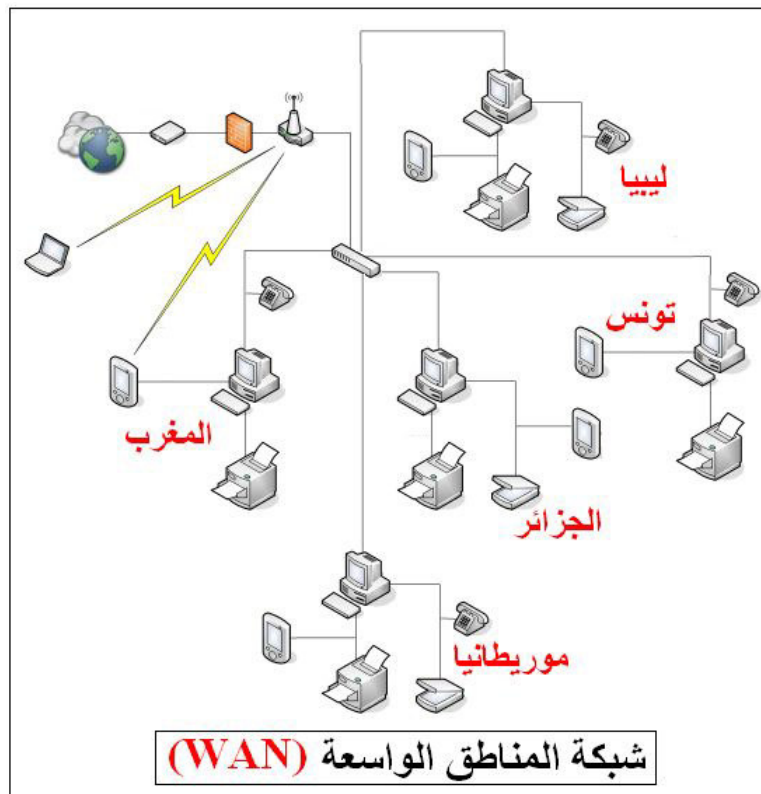 ليبيا
تونس
المغرب
الجزائر
موريطانيا
شبكة المناطق الواسعة (WAN)